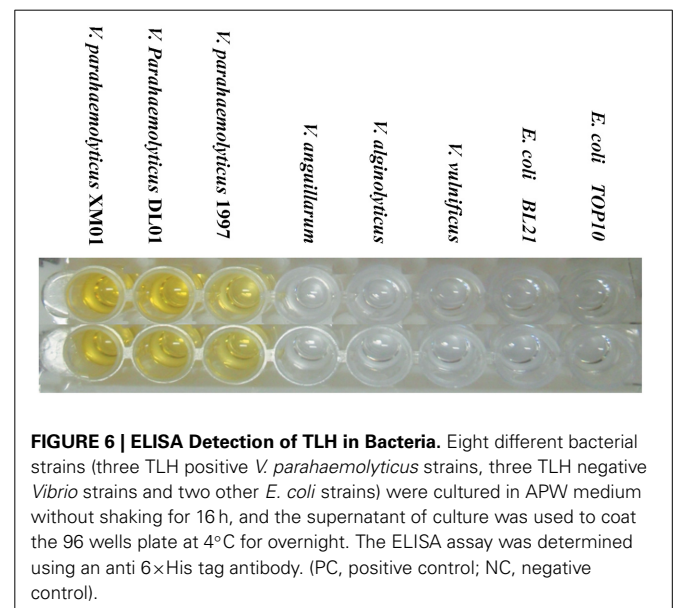 V. parahaemolyticus XM01
V. Parahaemolyticus DL01
V. parahaemolyticus 1997
V. anguillarum
V. alginolyticus
V. vulnificus
E. coli BL21
E. coli TOP10
FIGURE 6 | ELISA Detection of TLH in Bacteria. Eight different bacterial
strains (three TLH positive V. parahaemolyticus strains, three TLH negative
Vibrio strains and two other E. coli strains) were cultured in APW medium
without shaking for 16 h, and the supernatant of culture was used to coat
the 96 wells plate at 4°C for overnight. The ELISA assay was determined
using an anti 6×His tag antibody. (PC, positive control; NC, negative
control).